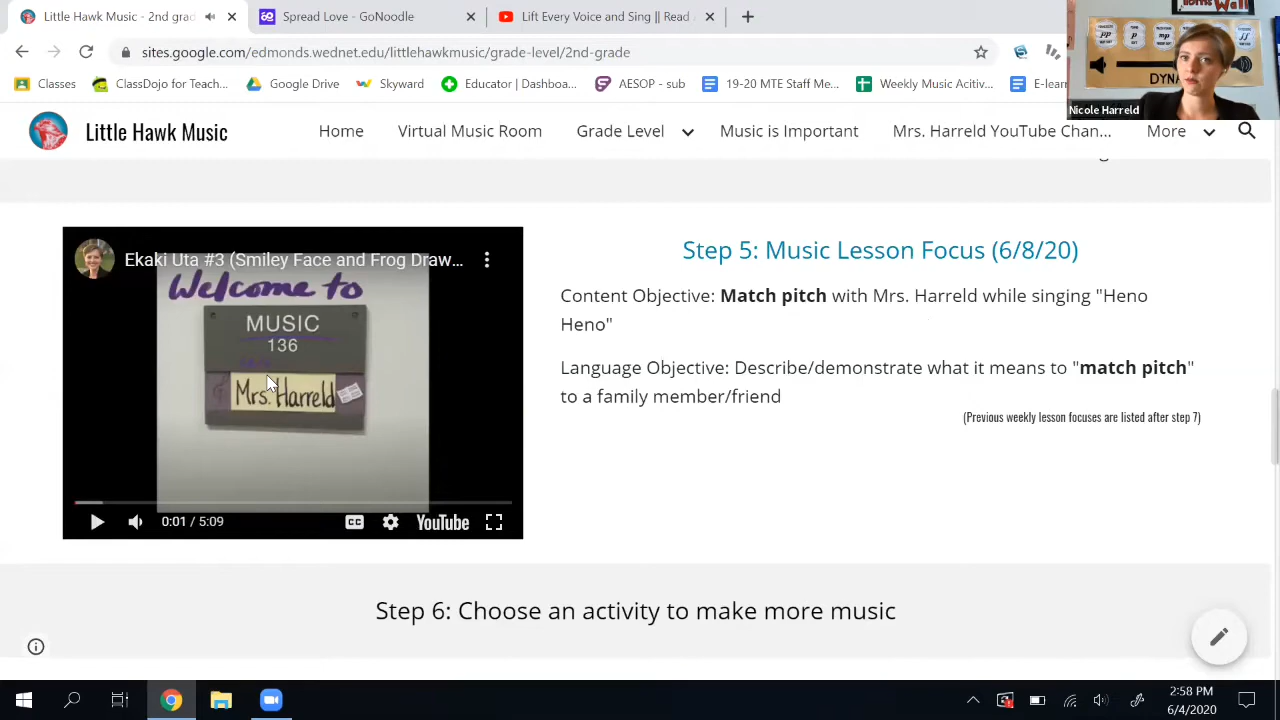 Little Hawk Music - 2nd grad
Spread Love - GoNoodle
Lift Every Voice and Sing || Read
sites.google.com/edmonds.wednet.edu/littlehawkmusic/grade-level/2nd-grade
Classes
ClassDojo for Teach...
Google Drive
Skyward
Educator | Dashboa...
AESOP - sub
19-20 MTE Staff Me...
Weekly Music Acitivi...
E-learn
Wall
pp
p
mp
ff
DYNA
Nicole Harreld
Little Hawk Music
Home
Virtual Music Room
Grade Level
Music is Important
Mrs. Harreld YouTube Chan...
More
Ekaki Uta #3 (Smiley Face and Frog Draw...
Welcome to
MUSIC
136
Mrs. Harreld
0:01 / 5:09
CC
YouTube
Step 5: Music Lesson Focus (6/8/20)
Content Objective: Match pitch with Mrs. Harreld while singing "Heno
Heno"
Language Objective: Describe/demonstrate what it means to "match pitch"
to a family member/friend
(Previous weekly lesson focuses are listed after step 7)
Step 6: Choose an activity to make more music
2:58 PM
6/4/2020